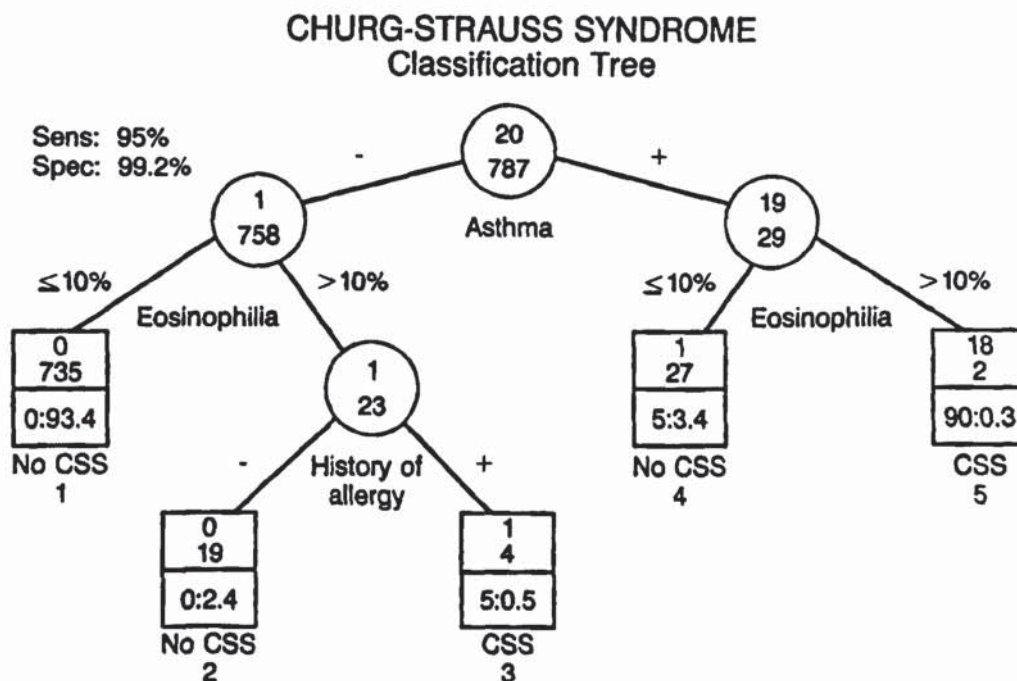 CHURG-STRAUSS SYNDROME
Classification Tree
Sens: 95%
Spec: 99.2%
-
20
787
+
Asthma
1
758
19
29
≤10%
>10%
Eosinophilia
≤10%
>10%
Eosinophilia
0
735
0:93.4
No CSS
1
1
23
1
27
5:3.4
No CSS
4
18
2
90:0.3
CSS
5
-
History of
allergy
+
0
19
0:2.4
No CSS
2
1
4
5:0.5
CSS
3